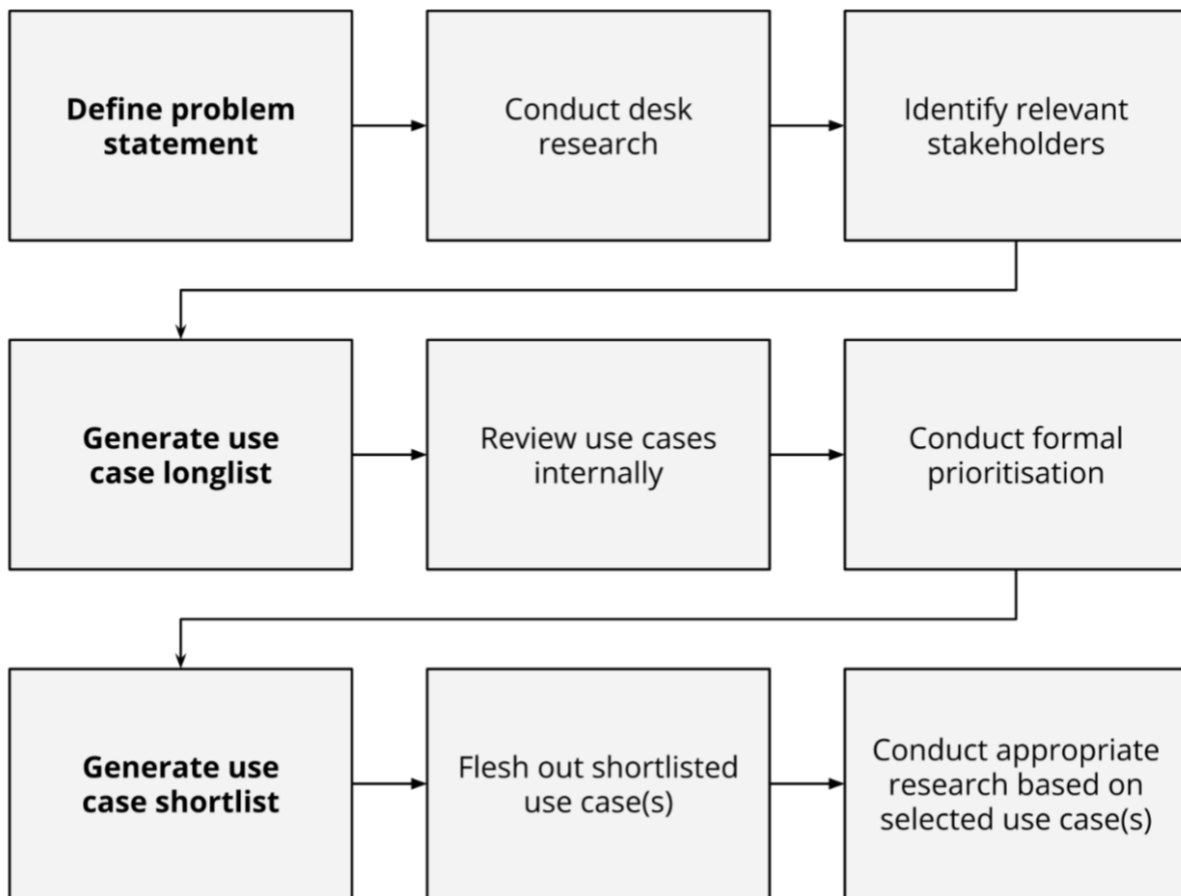 Define problem
statement
Conduct desk
research
Identify relevant
stakeholders
Generate use
case longlist
Review use cases
internally
Conduct formal
prioritisation
Generate use
case shortlist
Flesh out shortlisted
use case(s)
Conduct appropriate
research based on
selected use case(s)